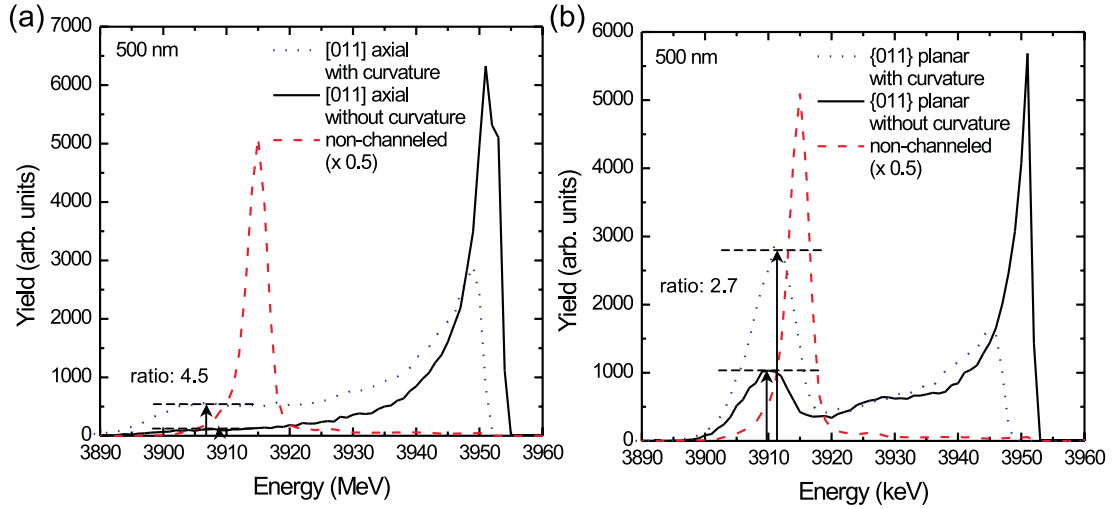 (a)
7000
6000
5000
4000
3000
2000
1000
0
Yield (arb. units)
500 nm
[011] axial
with curvature
[011] axial
without curvature
non-channeled
(x 0.5)
ratio: 4.5
3890 3900 3910 3920 3930 3940 3950 3960
Energy (MeV)
(b)
6000
5000
4000
3000
2000
1000
0
Yield (arb. units)
500 nm
{011} planar
with curvature
{011} planar
without curvature
non-channeled
(x 0.5)
ratio: 2.7
3890 3900 3910 3920 3930 3940 3950 3960
Energy (keV)